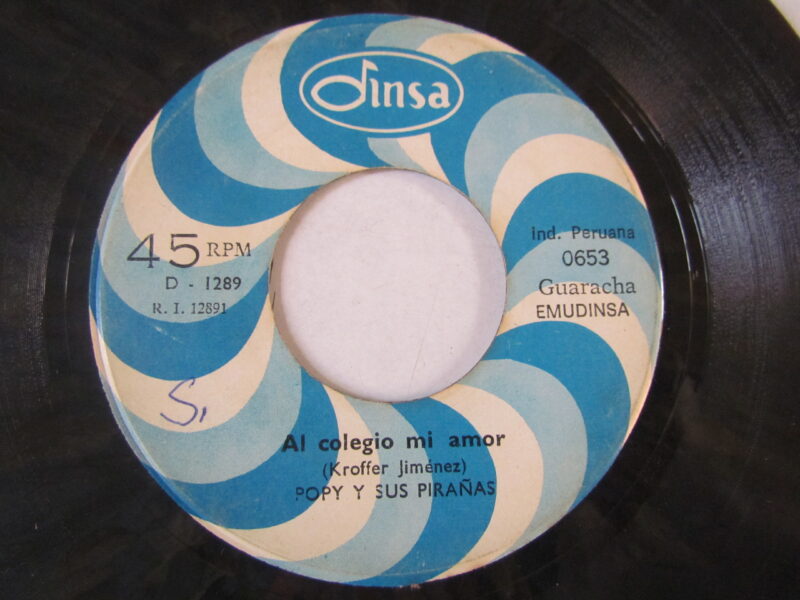 dinsa
45 RPM
D - 1289
R. I. 12891
Ind. Peruana
0653
Guaracha
EMUDINSA
S,
Al colegio mi amor
(Kroffer Jiménez)
POPY Y SUS PIRAÑAS